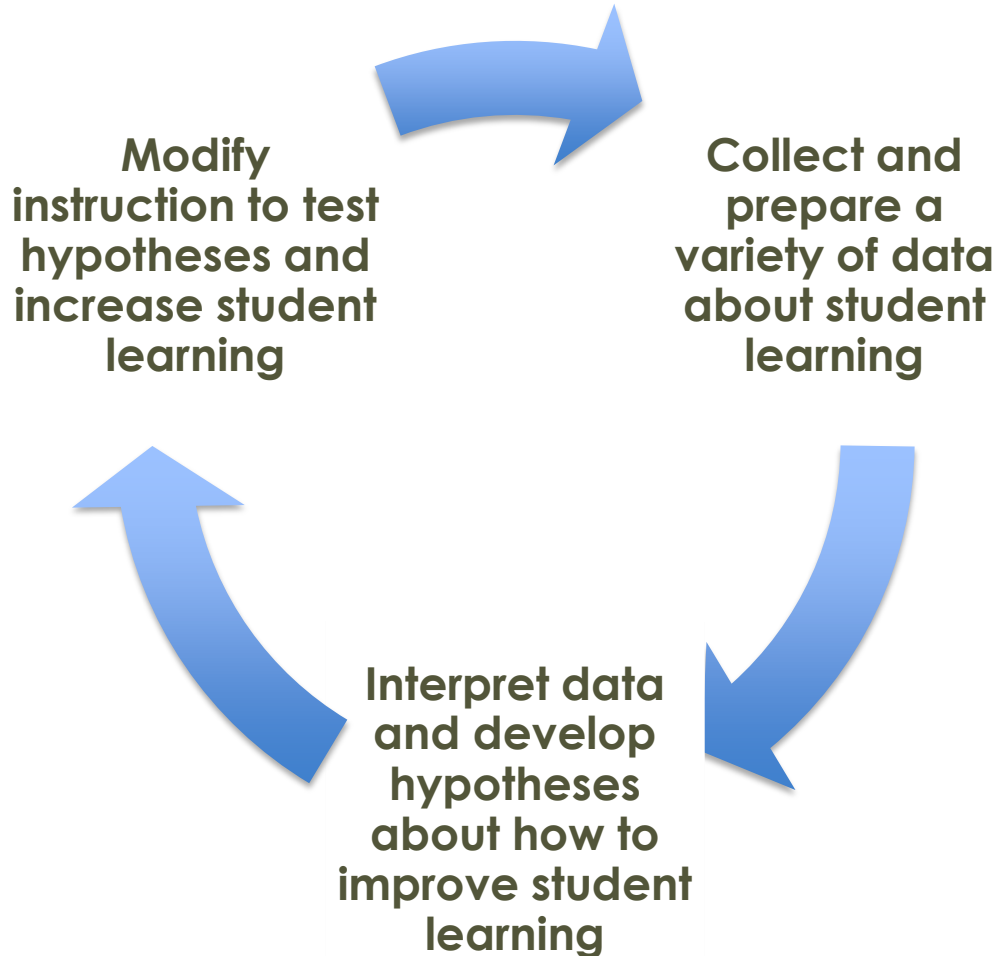 Modify
instruction to test
hypotheses and
increase student
learning
Collect and
prepare a
variety of data
about student
learning
Interpret data
and develop
hypotheses
about how to
improve student
learning